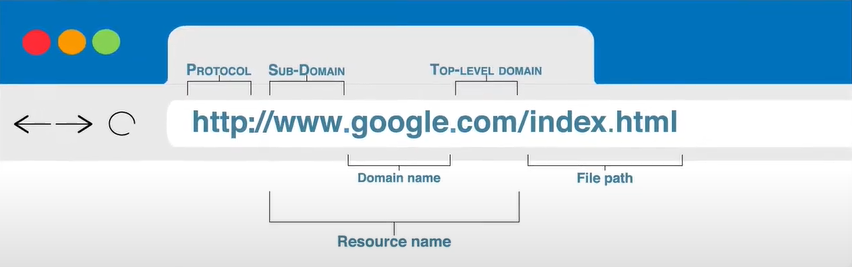 PROTOCOL SUB-DOMAIN TOP-LEVEL DOMAIN
http://www.google.com/index.html
Domain name File path
Resource name